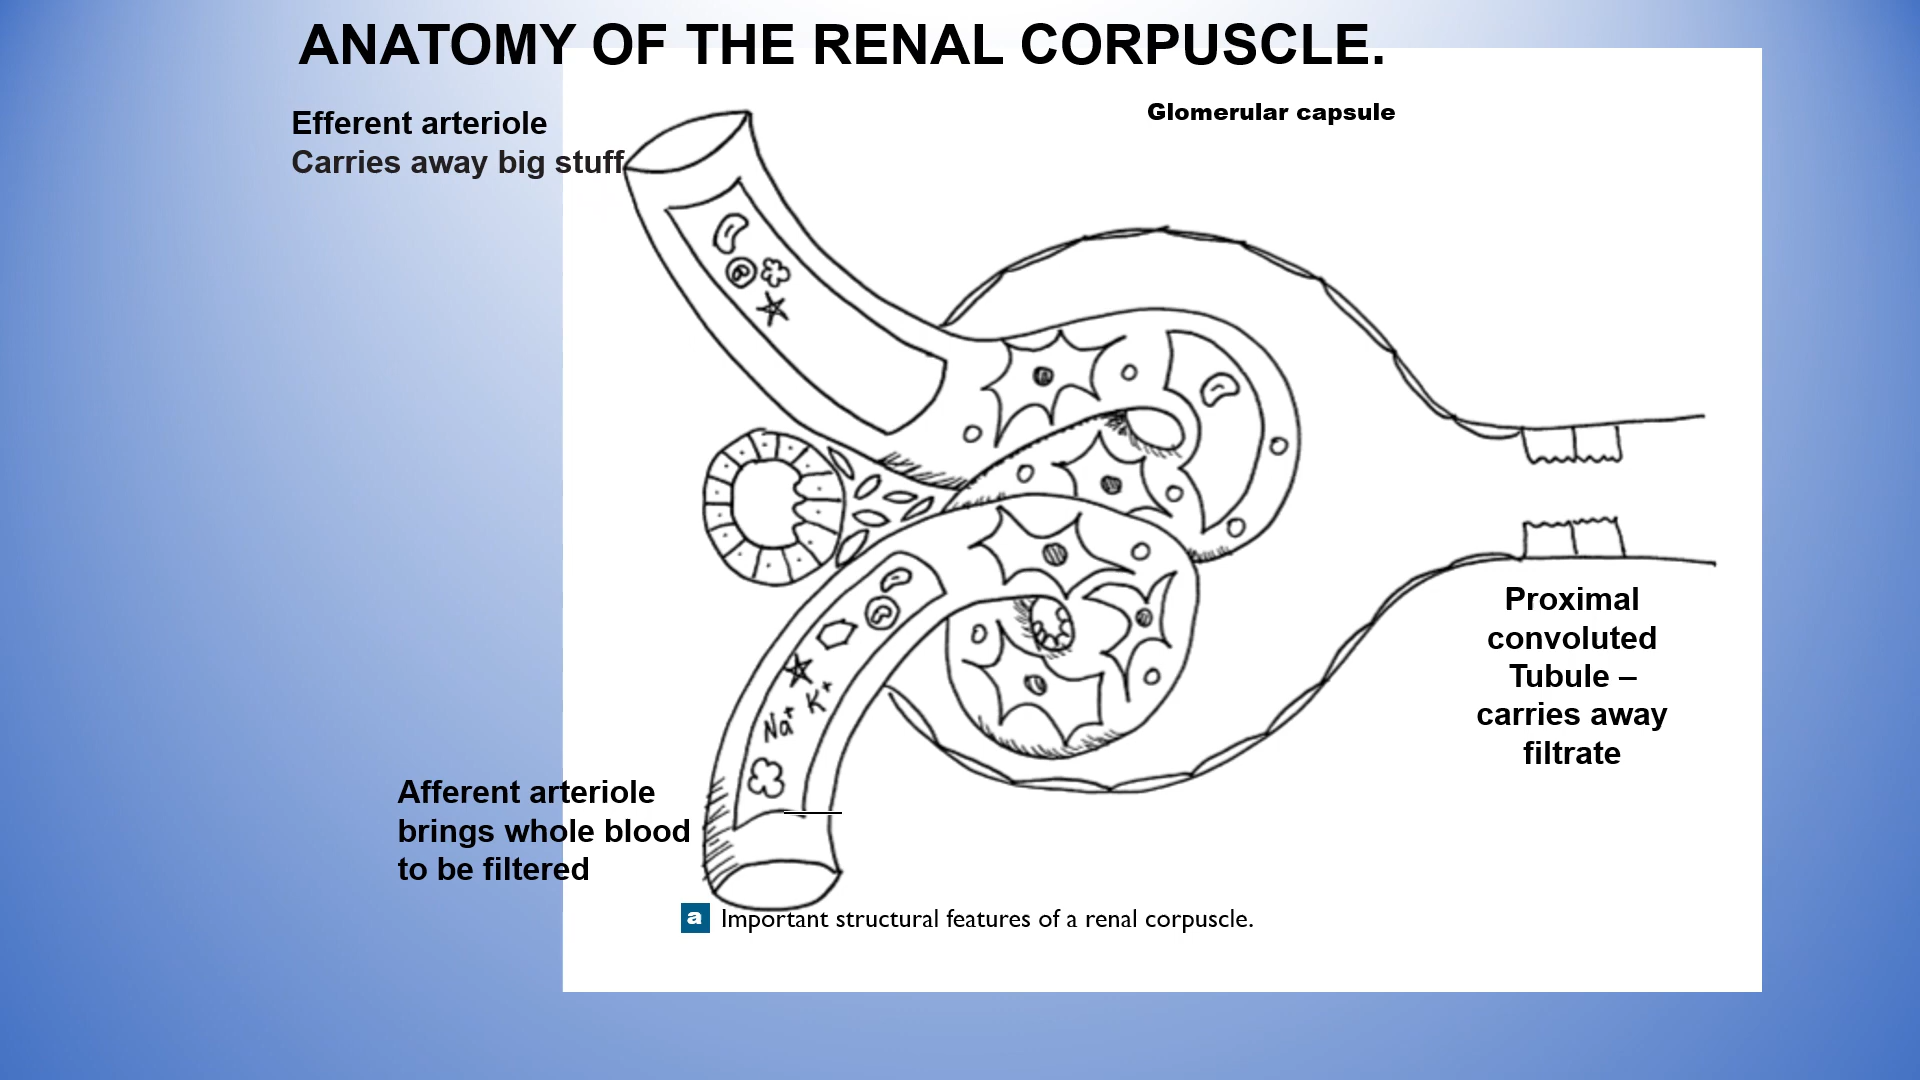 ANATOMY OF THE RENAL CORPUSCLE.
Efferent arteriole
Carries away big stuff
Glomerular capsule
Na+ K+
Proximal
convoluted
Tubule –
carries away
filtrate
Afferent arteriole
brings whole blood
to be filtered
a Important structural features of a renal corpuscle.